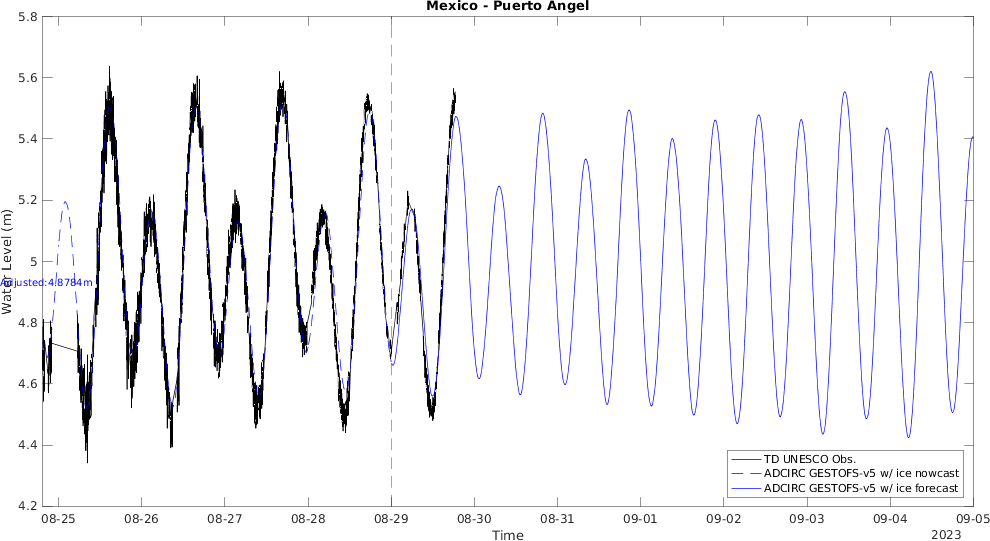 Mexico - Puerto Angel
5.8
5.6
5.4
5.2
5
4.8
4.6
4.4
4.2
Water Level (m)
Adjusted:4.8784m
TD UNESCO Obs.
ADCIRC GESTOFS-v5 w/ ice nowcast
ADCIRC GESTOFS-v5 w/ ice forecast
08-25 08-26 08-27 08-28 08-29 08-30 08-31 09-01 09-02 09-03 09-04 09-05
Time
2023